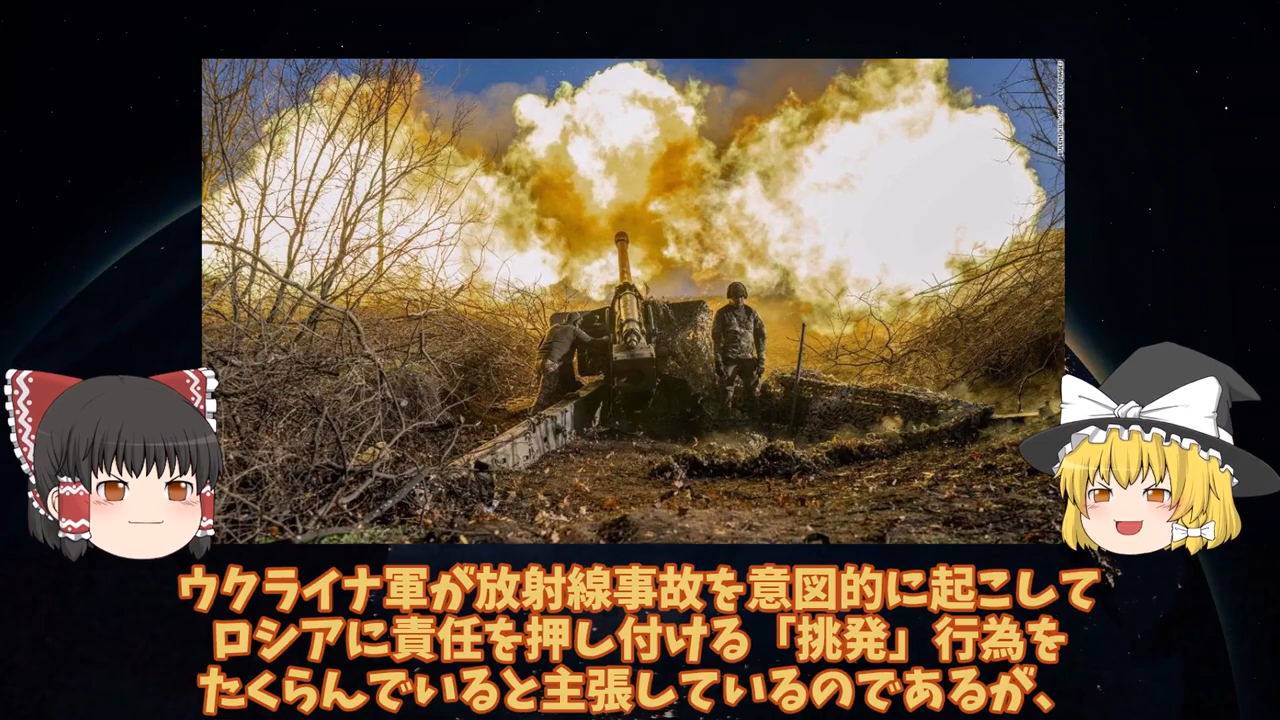 ウクライナ軍が放射線事故を意図的に起こして
ロシアに責任を押し付ける「挑発」行為を
たくらんでいると主張しているのであるが、